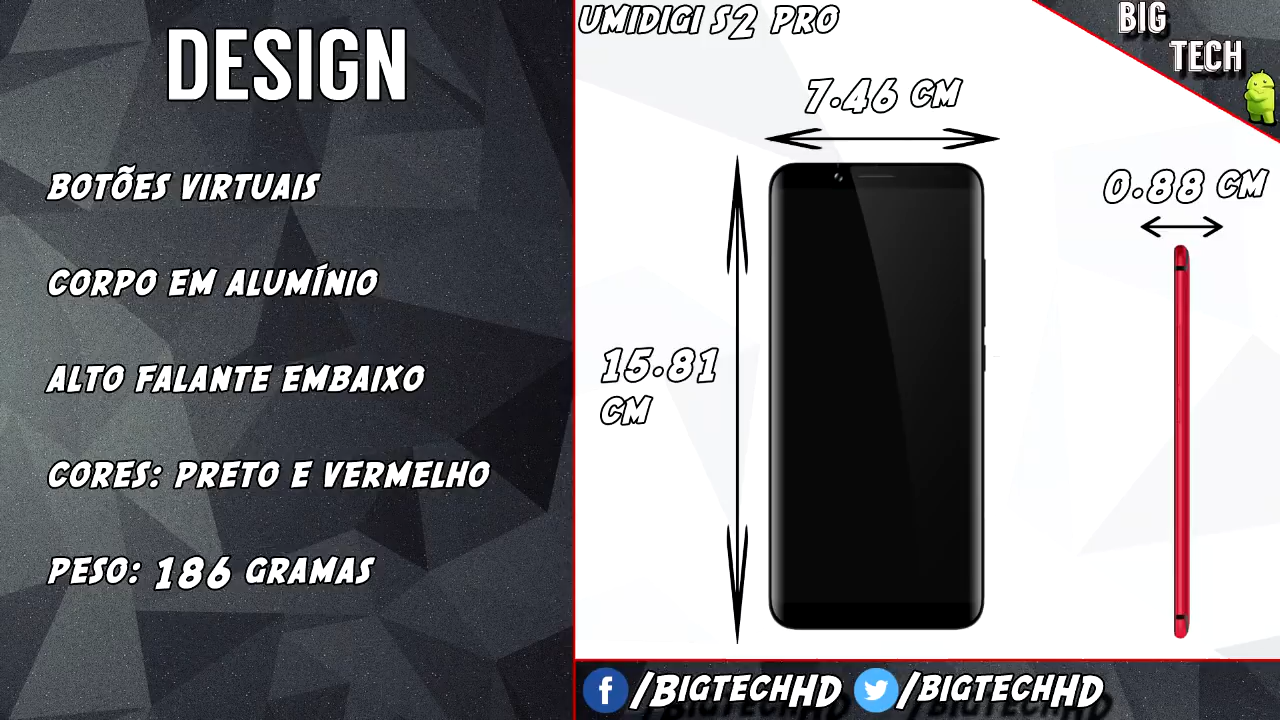 DESIGN
BOTÕES VIRTUAIS
CORPO EM ALUMÍNIO
ALTO FALANTE EMBAIXO
CORES: PRETO E VERMELHO
PESO: 186 GRAMAS
UMIDIGI S2 PRO
BIG
TECH
7.46 CM
0.88 CM
15.81
CM
/BIGTECHHD
/BIGTECHHD